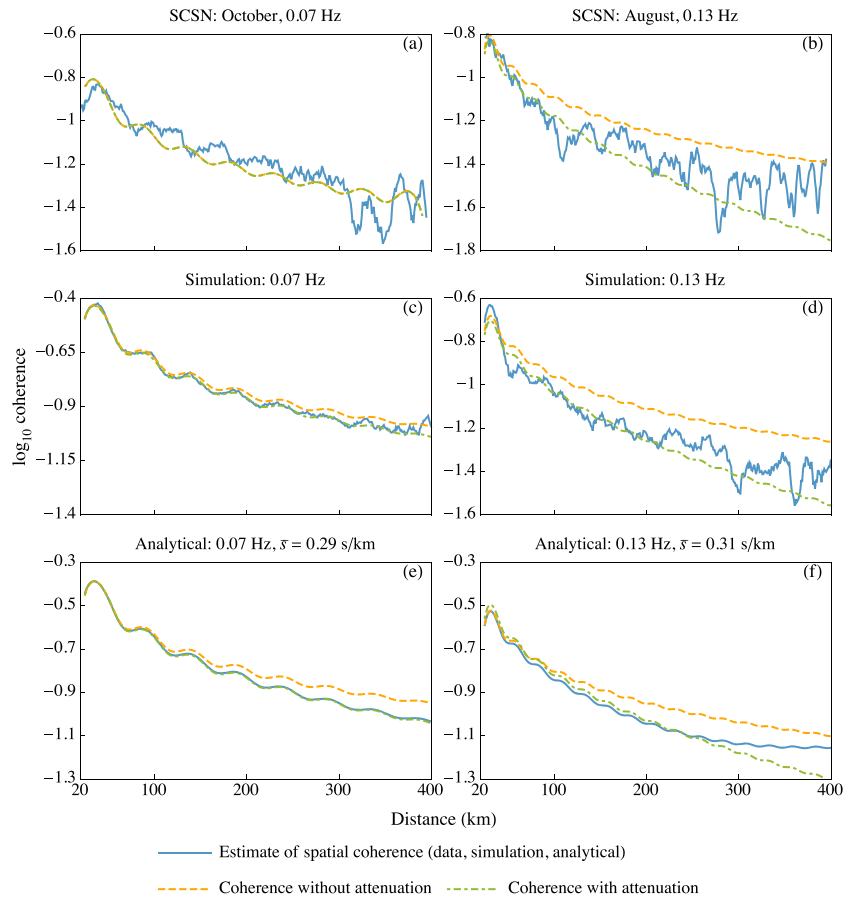 SCSN: October, 0.07 Hz
SCSN: August, 0.13 Hz
−0.6
−0.8
−1
−1.2
−1.4
−1.6
(a)
−0.8
−1
−1.2
−1.4
−1.6
−1.8
(b)
Simulation: 0.07 Hz
Simulation: 0.13 Hz
−0.4
−0.65
−0.9
−1.15
−1.4
(c)
−0.6
−0.8
−1
−1.2
−1.4
−1.6
(d)
log10 coherence
Analytical: 0.07 Hz, s̄ = 0.29 s/km
Analytical: 0.13 Hz, s̄ = 0.31 s/km
−0.3
−0.5
−0.7
−0.9
−1.1
−1.3
(e)
−0.3
−0.5
−0.7
−0.9
−1.1
−1.3
(f)
20 100 200 300 400
20 100 200 300 400
Distance (km)
Estimate of spatial coherence (data, simulation, analytical)
Coherence without attenuation
Coherence with attenuation